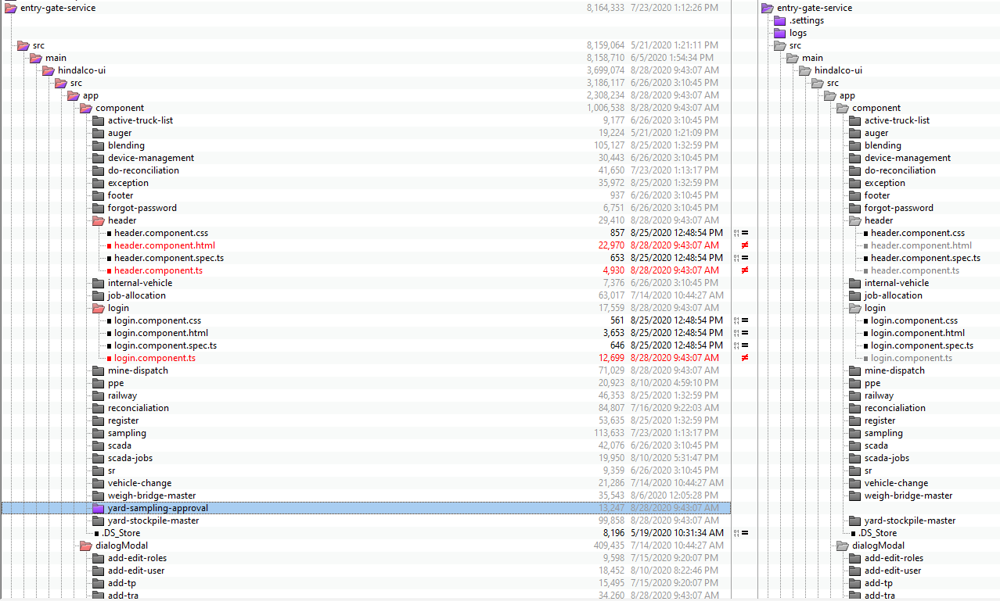 entry-gate-service 8,164,333 7/23/2020 1:12:26 PM entry-gate-service
.settings
logs
src 8,159,064 5/21/2020 1:21:11 PM src
main 8,158,710 6/5/2020 1:54:34 PM main
hindalco-ui 3,699,074 8/28/2020 9:43:07 AM hindalco-ui
src 3,186,117 6/26/2020 3:10:45 PM src
app 2,308,234 8/28/2020 9:43:07 AM app
component 1,006,538 8/28/2020 9:43:07 AM component
active-truck-list 9,177 6/26/2020 3:10:45 PM active-truck-list
auger 19,224 5/21/2020 1:21:09 PM auger
blending 105,127 8/25/2020 1:32:59 PM blending
device-management 30,443 6/26/2020 3:10:45 PM device-management
do-reconciliation 41,650 7/23/2020 1:13:17 PM do-reconciliation
exception 35,972 8/25/2020 1:32:59 PM exception
footer 937 6/26/2020 3:10:45 PM footer
forgot-password 6,751 6/26/2020 3:10:45 PM forgot-password
header 29,410 8/28/2020 9:43:07 AM header
header.component.css 857 8/25/2020 12:48:54 PM = header.component.css
header.component.html 22,970 8/28/2020 9:43:07 AM ≠ header.component.html
header.component.spec.ts 653 8/25/2020 12:48:54 PM = header.component.spec.ts
header.component.ts 4,930 8/28/2020 9:43:07 AM ≠ header.component.ts
internal-vehicle 7,376 6/26/2020 3:10:45 PM internal-vehicle
job-allocation 63,017 7/14/2020 10:44:27 AM job-allocation
login 17,559 8/28/2020 9:43:07 AM login
login.component.css 561 8/25/2020 12:48:54 PM = login.component.css
login.component.html 3,653 8/25/2020 12:48:54 PM = login.component.html
login.component.spec.ts 646 8/25/2020 12:48:54 PM = login.component.spec.ts
login.component.ts 12,699 8/28/2020 9:43:07 AM ≠ login.component.ts
mine-dispatch 71,029 8/28/2020 9:43:07 AM mine-dispatch
ppe 20,923 8/10/2020 4:59:10 PM ppe
railway 46,353 8/25/2020 1:32:59 PM railway
reconcialiation 84,807 7/16/2020 9:22:03 AM reconcialiation
register 53,635 8/25/2020 1:32:59 PM register
sampling 113,633 7/23/2020 1:13:17 PM sampling
scada 42,076 6/26/2020 3:10:45 PM scada
scada-jobs 19,950 8/10/2020 5:31:47 PM scada-jobs
sr 9,359 6/26/2020 3:10:45 PM sr
vehicle-change 21,286 7/14/2020 10:44:27 AM vehicle-change
weigh-bridge-master 35,543 8/6/2020 12:05:28 PM weigh-bridge-master
yard-sampling-approval 13,247 8/28/2020 9:43:07 AM
yard-stockpile-master 99,858 8/28/2020 9:43:07 AM yard-stockpile-master
.DS_Store 8,196 5/19/2020 10:31:34 AM = .DS_Store
dialogModal 409,435 7/14/2020 10:44:27 AM dialogModal
add-edit-roles 9,598 7/15/2020 9:20:07 PM add-edit-roles
add-edit-user 18,452 8/10/2020 8:22:46 PM add-edit-user
add-tp 15,495 7/15/2020 9:20:07 PM add-tp
add-tra 34,260 8/28/2020 9:43:07 AM add-tra